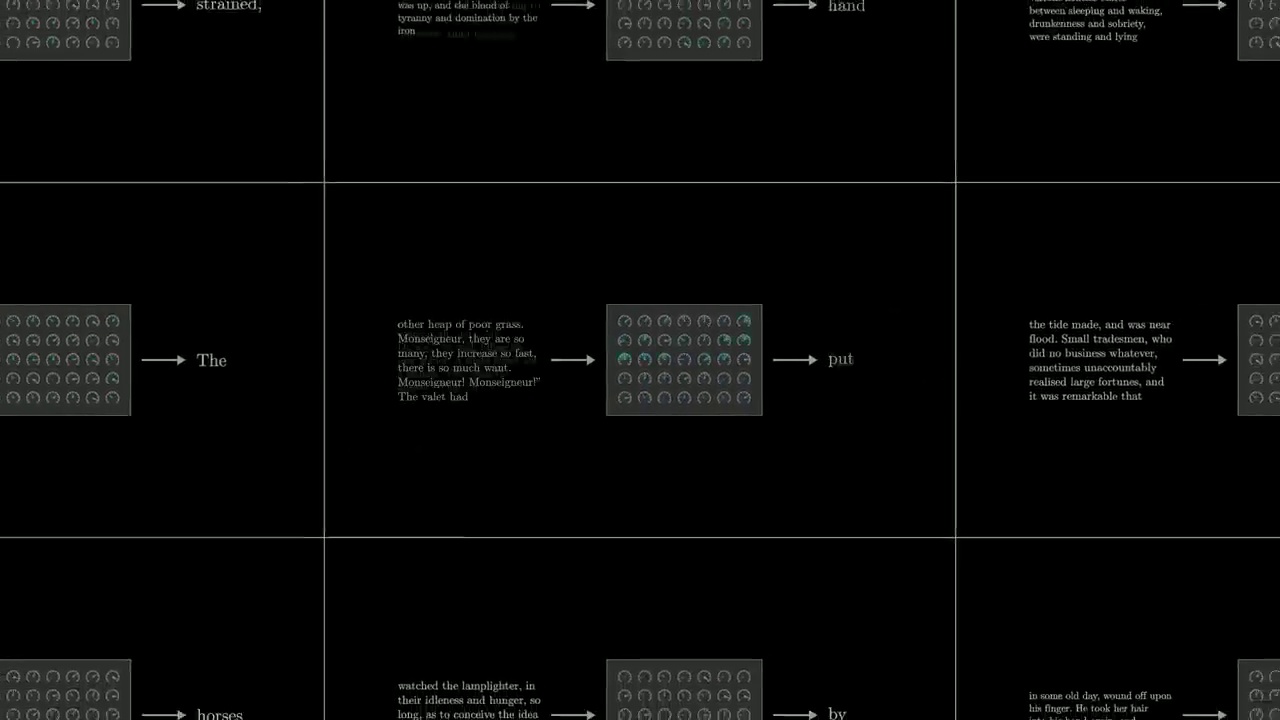 strained,
was up, and the blood of
tyranny and domination by the
iron
hand
between sleeping and waking,
drunkenness and sobriety,
were standing and lying
The
other heap of poor grass.
Monseigneur, they are so
many, they increase so fast,
there is so much want.
Monseigneur! Monseigneur!”
The valet had
put
the tide made, and was near
flood. Small tradesmen, who
did no business whatever,
sometimes unaccountably
realised large fortunes, and
it was remarkable that
horses
watched the lamplighter, in
their idleness and hunger, so
long, as to conceive the idea
by
in some old day, wound off upon
his finger. He took her hair